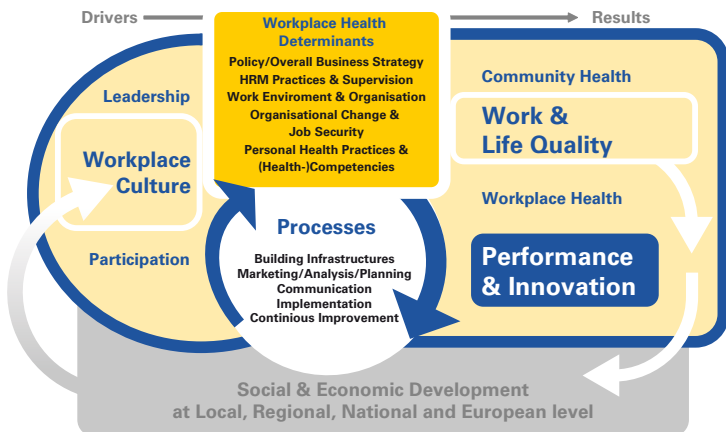 Drivers
Results
Workplace Health
Determinants
Policy/Overall Business Strategy
HRM Practices & Supervision
Work Enviroment & Organisation
Organisational Change &
Job Security
Personal Health Practices &
(Health-)Competencies
Leadership
Workplace
Culture
Participation
Processes
Building Infrastructures
Marketing/Analysis/Planning
Communication
Implementation
Continious Improvement
Community Health
Work &
Life Quality
Workplace Health
Performance
& Innovation
Social & Economic Development
at Local, Regional, National and European level